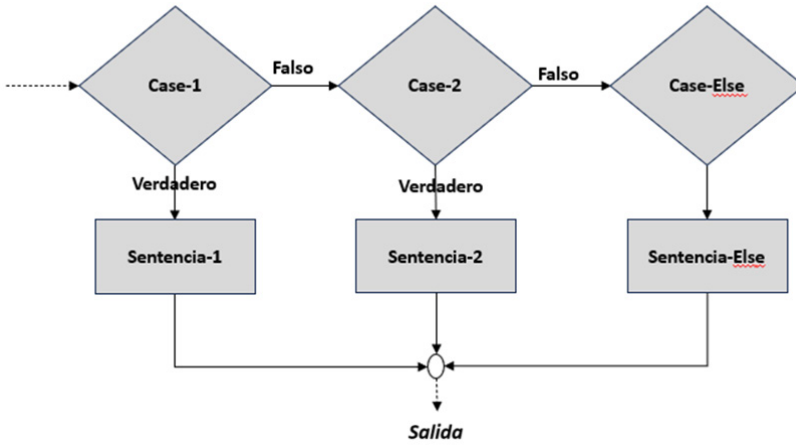 Case-1
Falso
Case-2
Falso
Case-Else
Verdadero
Verdadero
Sentencia-1
Sentencia-2
Sentencia-Else
Salida